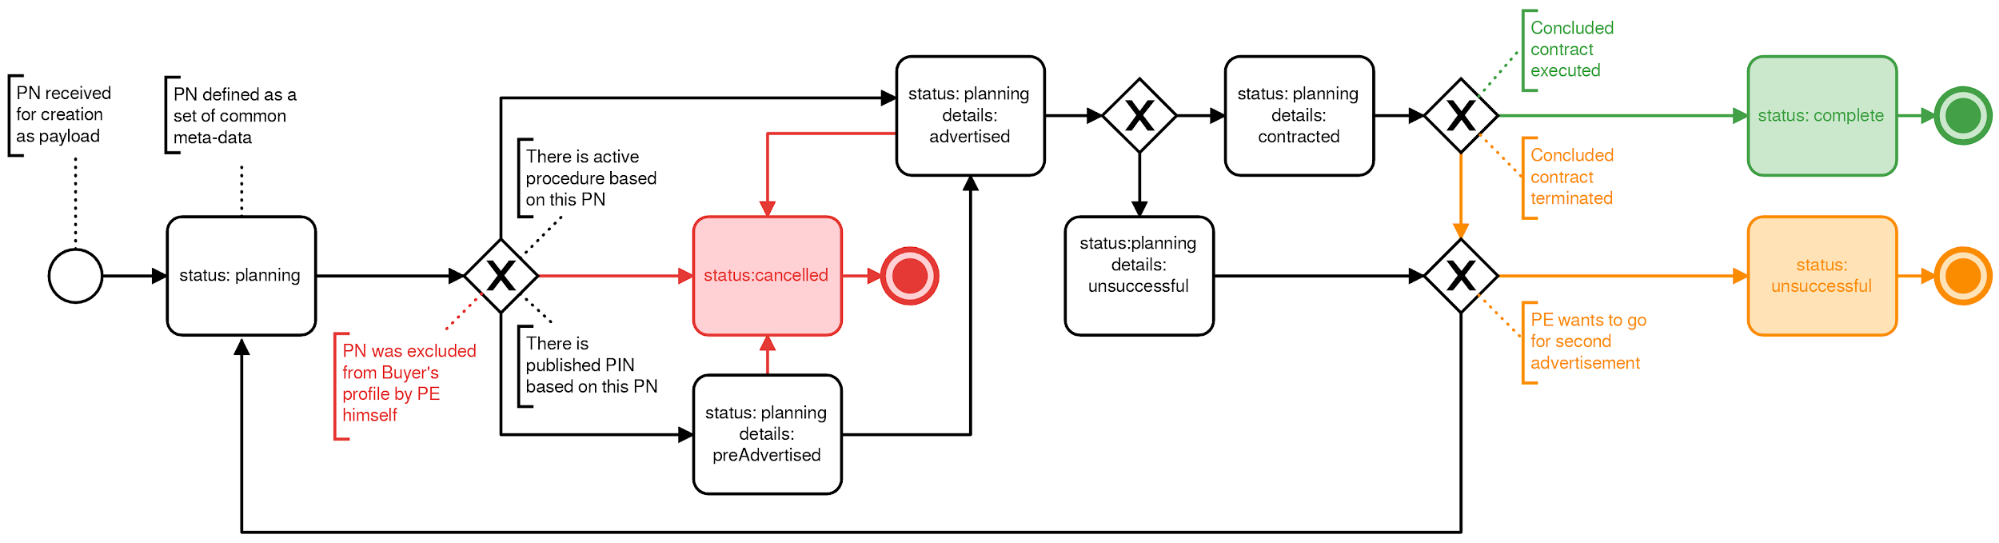 PN received
for creation
as payload
PN defined as a
set of common
meta-data
status: planning
There is active
procedure based
on this PN
PN was excluded
from Buyer's
profile by PE
himself
There is
published PIN
based on this PN
status:cancelled
status: planning
details:
preAdvertised
status: planning
details:
advertised
X
X
status: planning
details:
contracted
status:planning
details:
unsuccessful
X
X
Concluded
contract
executed
Concluded
contract
terminated
PE wants to go
for second
advertisement
status: complete
status:
unsuccessful